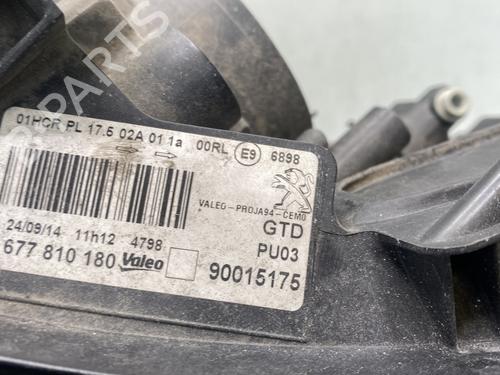 01HCR PL 17.5 02A 01 1a 00RL E9 6898
VALEO-PROJA94-CEMO
GTD
24/09/14 11h12 4798 PU03
677 810 180 Valeo 90015175